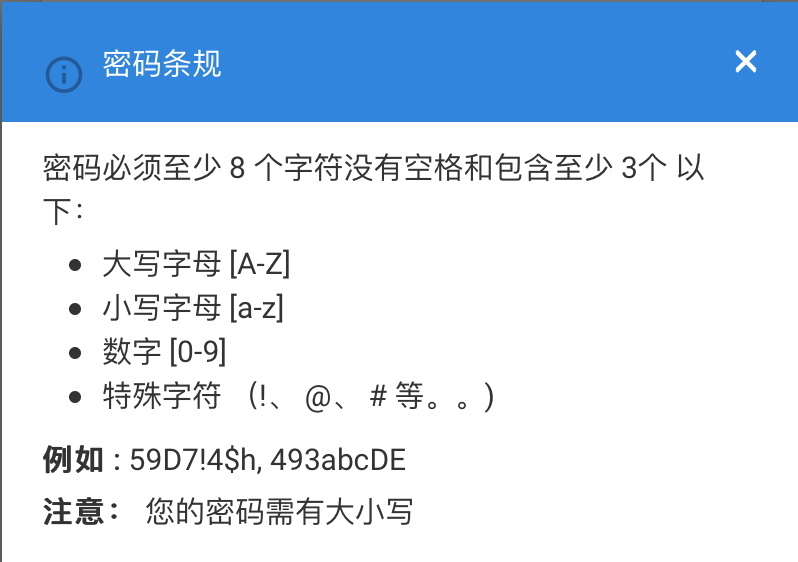 密码条规
密码必须至少 8 个字符没有空格和包含至少 3个 以
下：
大写字母 [A-Z]
小写字母 [a-z]
数字 [0-9]
特殊字符 （!、 @、 # 等。。)
例如 : 59D7!4$h, 493abcDE
注意： 您的密码需有大小写